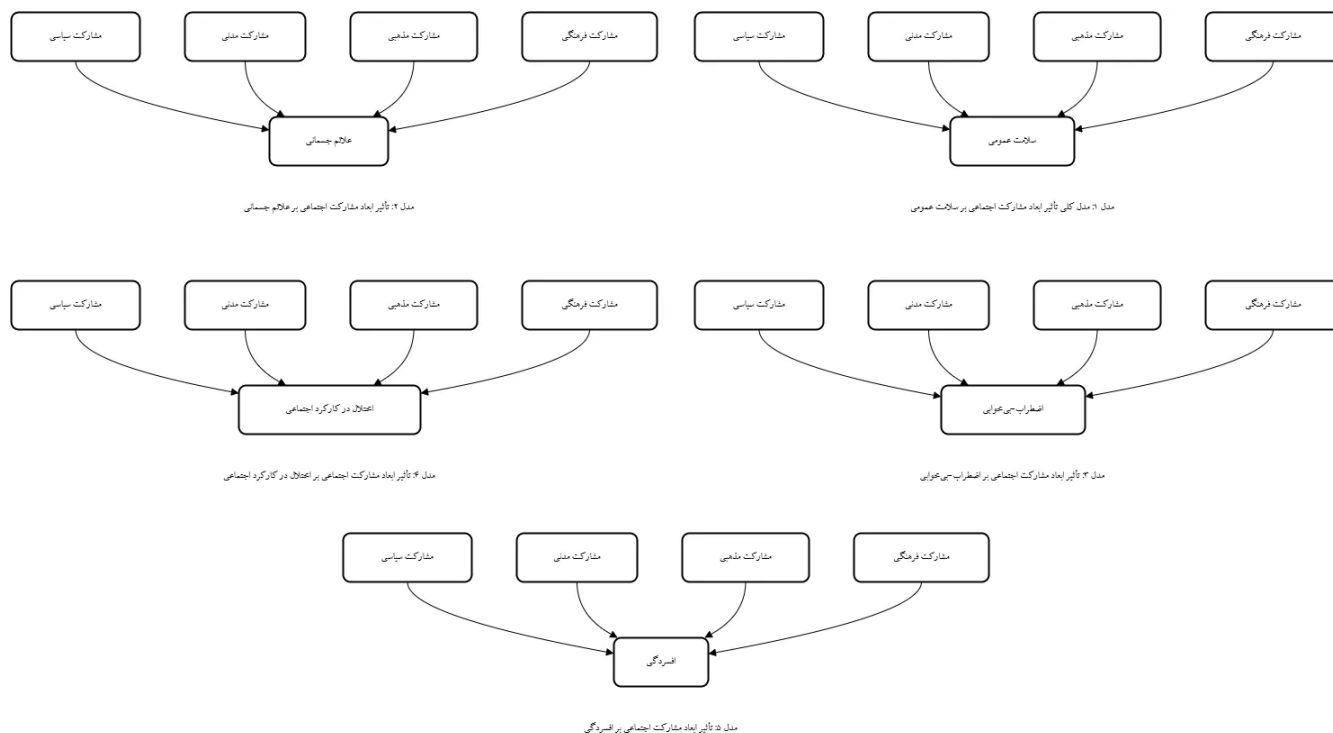 مشارکت فرهنگی
مشارکت مذهبی
مشارکت مدنی
مشارکت سیاسی
سلامت عمومی
مدل ۱: مدل کلی تأثیر ابعاد مشارکت اجتماعی بر سلامت عمومی
مشارکت فرهنگی
مشارکت مذهبی
مشارکت مدنی
مشارکت سیاسی
علائم جسمانی
مدل ۲: تأثیر ابعاد مشارکت اجتماعی بر علائم جسمانی
مشارکت فرهنگی
مشارکت مذهبی
مشارکت مدنی
مشارکت سیاسی
اضطراب-بی‌خوابی
مدل ۳: تأثیر ابعاد مشارکت اجتماعی بر اضطراب-بی‌خوابی
مشارکت فرهنگی
مشارکت مذهبی
مشارکت مدنی
مشارکت سیاسی
اختلال در کارکرد اجتماعی
مدل ۴: تأثیر ابعاد مشارکت اجتماعی بر اختلال در کارکرد اجتماعی
مشارکت فرهنگی
مشارکت مذهبی
مشارکت مدنی
مشارکت سیاسی
افسردگی
مدل ۵: تأثیر ابعاد مشارکت اجتماعی بر افسردگی